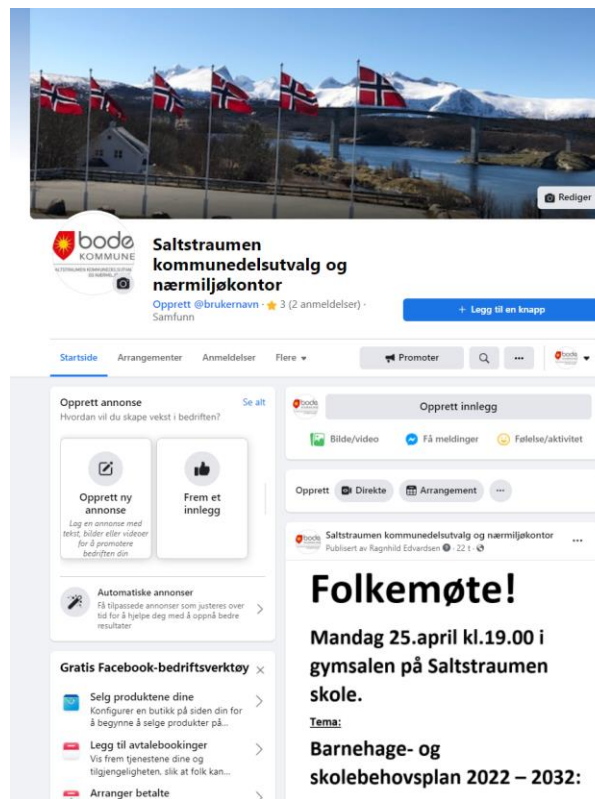 Rediger
bodø
KOMMUNE
Saltstraumen
kommunedelsutvalg og
nærmiljøkontor
Opprett @brukernavn · 3 (2 anmeldelser) ·
Samfunn
+ Legg til en knapp
Startside Arrangementer Anmeldelser Flere
Promoter
Opprett annonse Se alt
Hvordan vil du skape vekst i bedriften?
Opprett ny
annonse
Lag en annonse med
tekst, bilder eller videoer
for å promotere
bedriften din
Frem et
innlegg
Automatiske annonser
Få tilpassede annonser som justeres over
tid for å hjelpe deg med å oppnå bedre
resultater
Gratis Facebook-bedriftsverktøy
Selg produktene dine
Konfigurer en butikk på siden din for
å begynne å selge produkter på...
Legg til avtalebookinger
Vis frem tjenestene dine og
tilgjengeligheten, slik at folk kan...
Arranger betalte
Opprett innlegg
Bilde/video Få meldinger Følelse/aktivitet
Opprett Direkte Arrangement ...
Saltstraumen kommunedelsutvalg og nærmiljøkontor
Publisert av Ragnhild Edvardsen · 22 t ·
Folkemøte!
Mandag 25.april kl.19.00 i
gymsalen på Saltstraumen
skole.
Tema:
Barnehage- og
skolebehovsplan 2022 – 2032: